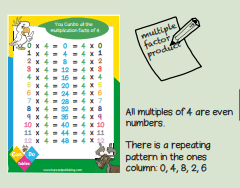 You CanDo all the
multiplication facts of 4
0 x 4 = 0 = 4 x 0
1 x 4 = 4 = 4 x 1
2 x 4 = 8 = 4 x 2
3 x 4 = 12 = 4 x 3
4 x 4 = 16 = 4 x 4
5 x 4 = 20 = 4 x 5
6 x 4 = 24 = 4 x 6
7 x 4 = 28 = 4 x 7
8 x 4 = 32 = 4 x 8
9 x 4 = 36 = 4 x 9
10 x 4 = 40 = 4 x 10
11 x 4 = 44 = 4 x 11
12 x 4 = 48 = 4 x 12
Do
Tables
multiple
factor
product
All multiples of 4 are even
numbers.
There is a repeating
pattern in the ones
column: 0, 4, 8, 2, 6